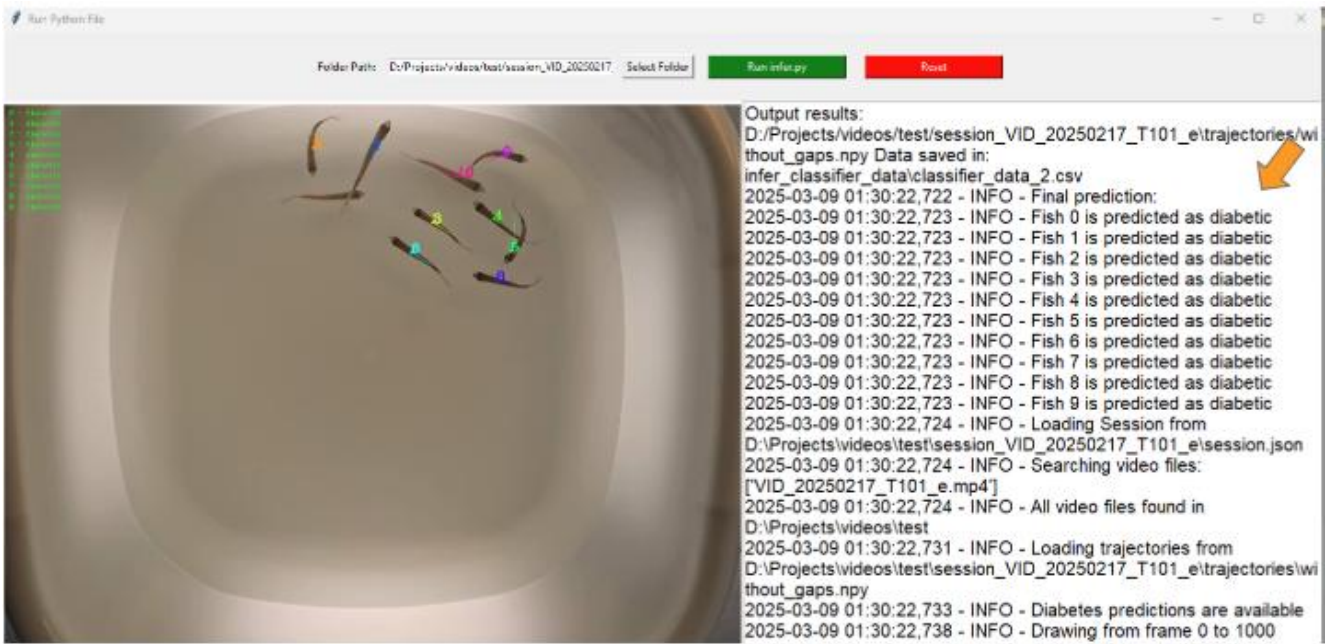 Run Python File
Folder Path: D:/Projects/videos/test/session_VID_20250217_ Select Folder Run infer.py Reset
Output results:
D:/Projects/videos/test/session_VID_20250217_T101_e\trajectories/wi
thout_gaps.npy Data saved in:
infer_classifier_data\classifier_data_2.csv
2025-03-09 01:30:22,722 - INFO - Final prediction:
2025-03-09 01:30:22,723 - INFO - Fish 0 is predicted as diabetic
2025-03-09 01:30:22,723 - INFO - Fish 1 is predicted as diabetic
2025-03-09 01:30:22,723 - INFO - Fish 2 is predicted as diabetic
2025-03-09 01:30:22,723 - INFO - Fish 3 is predicted as diabetic
2025-03-09 01:30:22,723 - INFO - Fish 4 is predicted as diabetic
2025-03-09 01:30:22,723 - INFO - Fish 5 is predicted as diabetic
2025-03-09 01:30:22,723 - INFO - Fish 6 is predicted as diabetic
2025-03-09 01:30:22,723 - INFO - Fish 7 is predicted as diabetic
2025-03-09 01:30:22,723 - INFO - Fish 8 is predicted as diabetic
2025-03-09 01:30:22,723 - INFO - Fish 9 is predicted as diabetic
2025-03-09 01:30:22,724 - INFO - Loading Session from
D:\Projects\videos\test\session_VID_20250217_T101_e\session.json
2025-03-09 01:30:22,724 - INFO - Searching video files:
['VID_20250217_T101_e.mp4']
2025-03-09 01:30:22,724 - INFO - All video files found in
D:\Projects\videos\test
2025-03-09 01:30:22,731 - INFO - Loading trajectories from
D:\Projects\videos\test\session_VID_20250217_T101_e\trajectories\wi
thout_gaps.npy
2025-03-09 01:30:22,733 - INFO - Diabetes predictions are available
2025-03-09 01:30:22,738 - INFO - Drawing from frame 0 to 1000
10
3
4